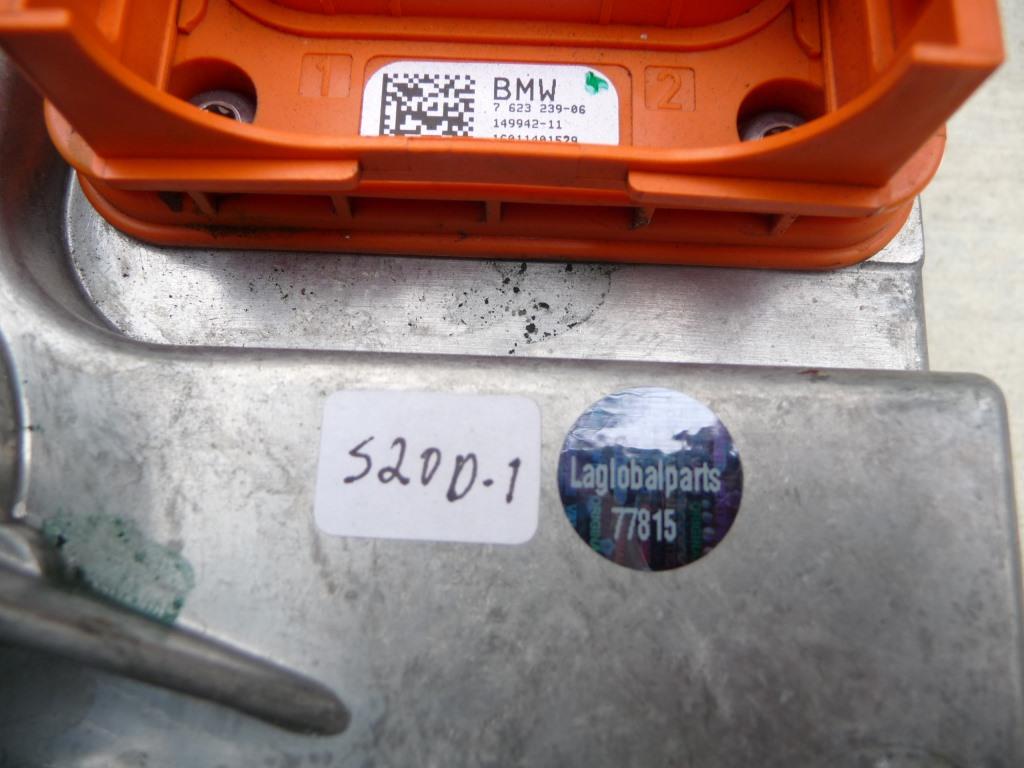 1
BMW
7 623 239-06
149942-11
2
S20D-1
Laglobalparts
77815